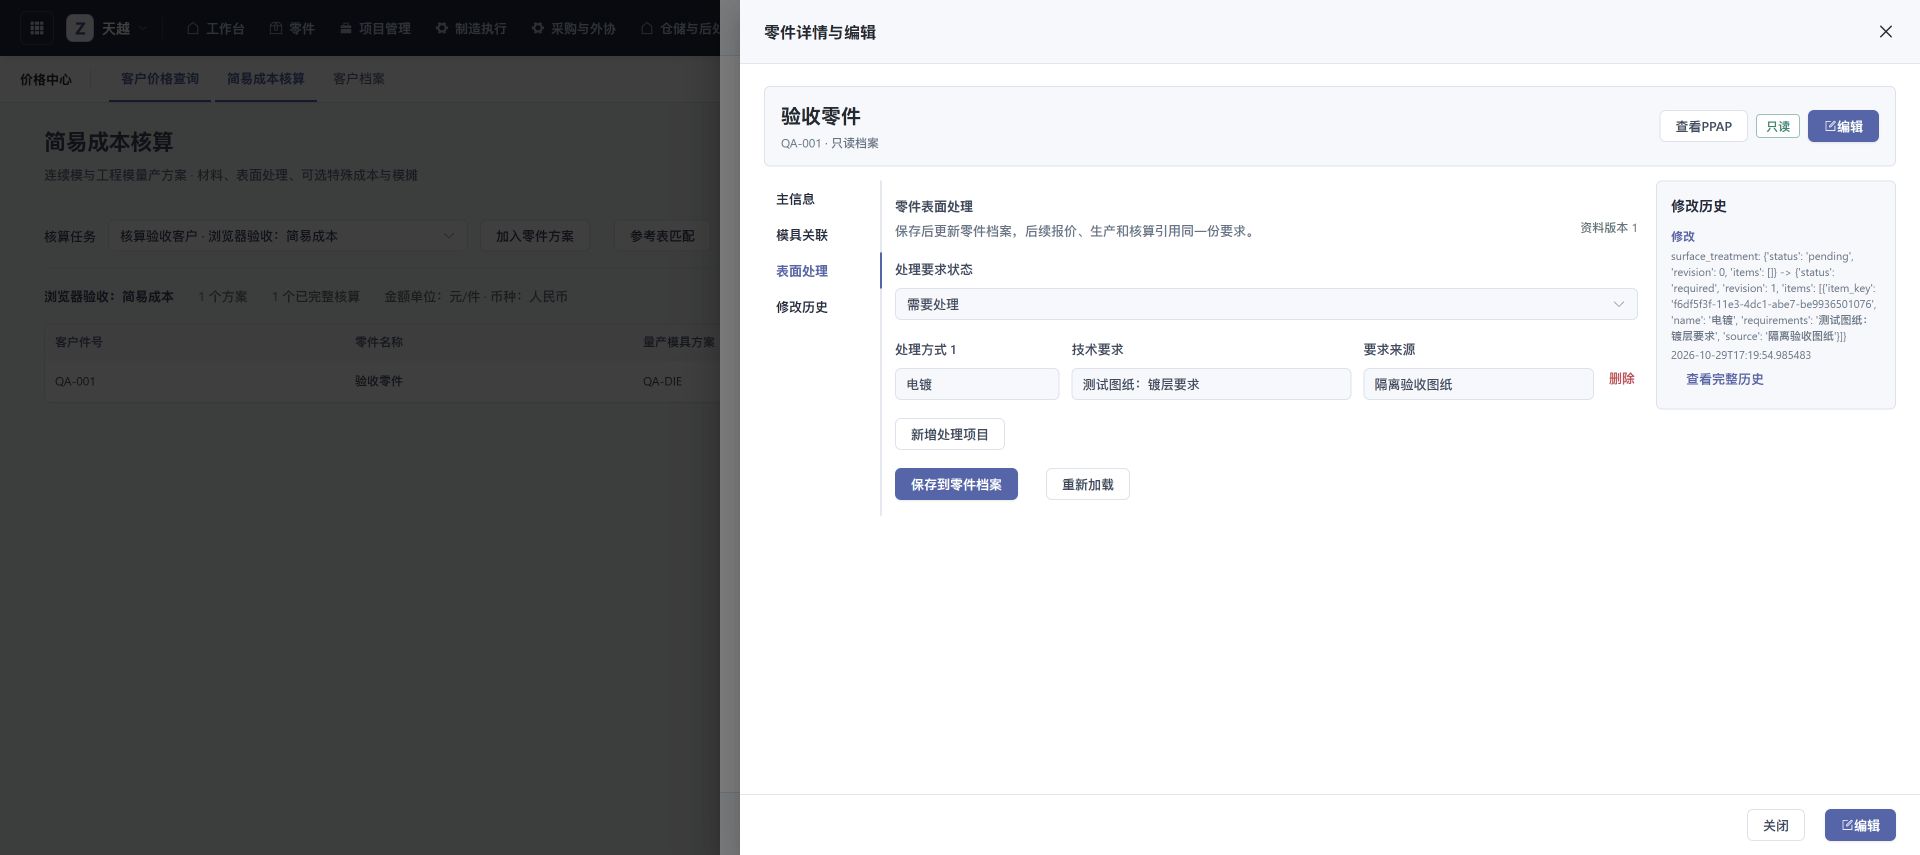 Z 天越 工作台 零件 项目管理 制造执行 采购与外协 仓储与后处
价格中心 客户价格查询 简易成本核算 客户档案
简易成本核算
连续模与工程模量产方案 · 材料、表面处理、可选特殊成本与模摊
核算任务 核算验收客户 · 浏览器验收：简易成本 加入零件方案 参考表匹配
浏览器验收：简易成本 1 个方案 1 个已完整核算 金额单位：元/件 · 币种：人民币
客户件号 零件名称 量产模具方案
QA-001 验收零件 QA-DIE
零件详情与编辑
验收零件
QA-001 · 只读档案
查看PPAP 只读 编辑
主信息
模具关联
表面处理
修改历史
零件表面处理
保存后更新零件档案，后续报价、生产和核算引用同一份要求。
资料版本 1
处理要求状态
需要处理
处理方式 1 技术要求 要求来源
电镀 测试图纸：镀层要求 隔离验收图纸 删除
新增处理项目
保存到零件档案 重新加载
修改历史
修改
surface_treatment: {'status': 'pending',
'revision': 0, 'items': []} -> {'status':
'required', 'revision': 1, 'items': [{'item_key':
'f6df5f3f-11e3-4dc1-abe7-be9936501076',
'name': '电镀', 'requirements': '测试图纸：
镀层要求', 'source': '隔离验收图纸'}]}
2026-10-29T17:19:54.985483
查看完整历史
关闭 编辑